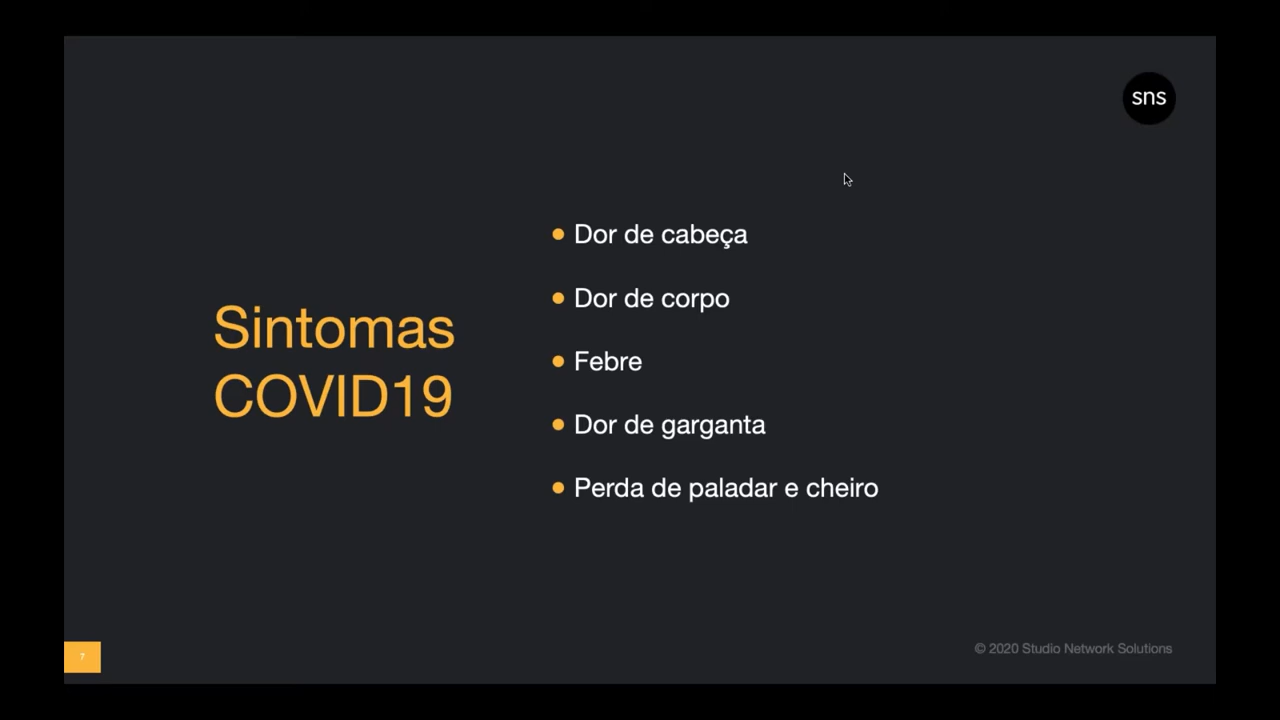 sns
Sintomas
COVID19
Dor de cabeça
Dor de corpo
Febre
Dor de garganta
Perda de paladar e cheiro
7
© 2020 Studio Network Solutions